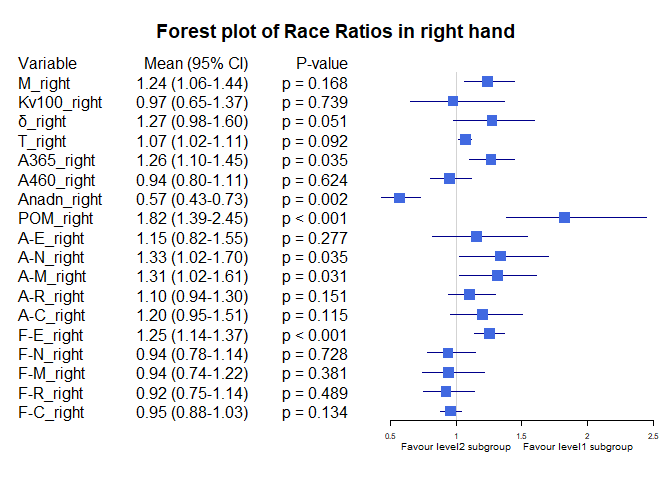 Forest plot of Race Ratios in right hand
Variable Mean (95% CI) P-value
M_right 1.24 (1.06-1.44) p = 0.168
Kv100_right 0.97 (0.65-1.37) p = 0.739
δ_right 1.27 (0.98-1.60) p = 0.051
T_right 1.07 (1.02-1.11) p = 0.092
A365_right 1.26 (1.10-1.45) p = 0.035
A460_right 0.94 (0.80-1.11) p = 0.624
Anadn_right 0.57 (0.43-0.73) p = 0.002
POM_right 1.82 (1.39-2.45) p < 0.001
A-E_right 1.15 (0.82-1.55) p = 0.277
A-N_right 1.33 (1.02-1.70) p = 0.035
A-M_right 1.31 (1.02-1.61) p = 0.031
A-R_right 1.10 (0.94-1.30) p = 0.151
A-C_right 1.20 (0.95-1.51) p = 0.115
F-E_right 1.25 (1.14-1.37) p < 0.001
F-N_right 0.94 (0.78-1.14) p = 0.728
F-M_right 0.94 (0.74-1.22) p = 0.381
F-R_right 0.92 (0.75-1.14) p = 0.489
F-C_right 0.95 (0.88-1.03) p = 0.134
0.5 1 1.5 2 2.5
Favour level2 subgroup Favour level1 subgroup